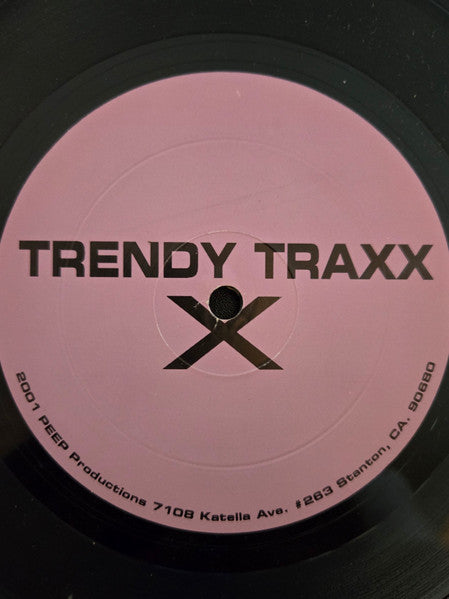 TRENDY TRAXX
X
2001 PEEP Productions 7108 Katella Ave. #263 Stanton, CA. 90680